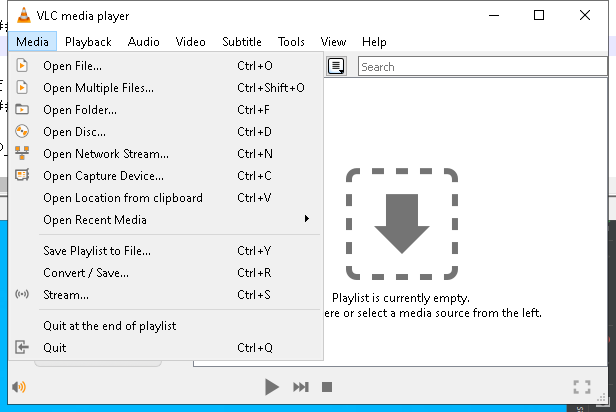 VLC media player
Media Playback Audio Video Subtitle Tools View Help
Open File... Ctrl+O
Search
Open Multiple Files... Ctrl+Shift+O
Open Folder... Ctrl+F
Open Disc... Ctrl+D
Open Network Stream... Ctrl+N
Open Capture Device... Ctrl+C
Open Location from clipboard Ctrl+V
Open Recent Media
Save Playlist to File... Ctrl+Y
Convert / Save... Ctrl+R
Stream... Ctrl+S
Quit at the end of playlist
Quit Ctrl+Q
Playlist is currently empty.
ere or select a media source from the left.